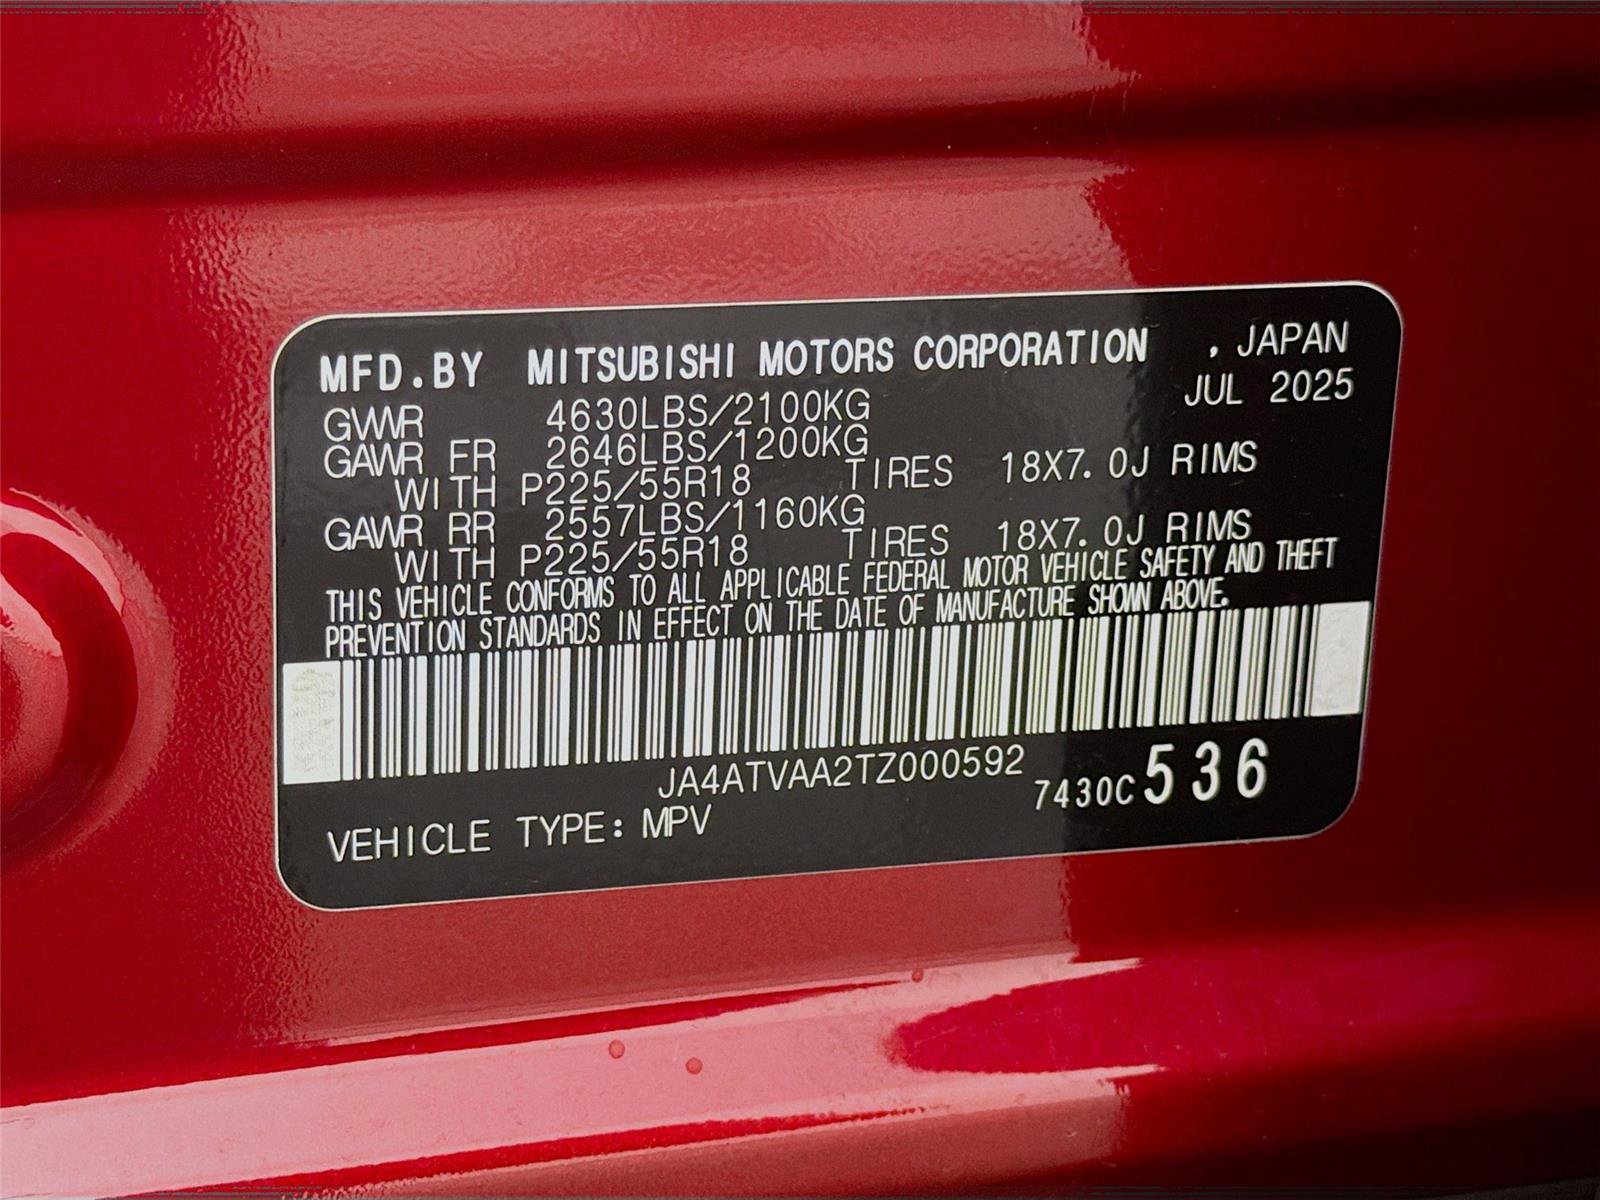 MFD.BY MITSUBISHI MOTORS CORPORATION , JAPAN
JUL 2025
GVWR 4630LBS/2100KG
GAWR FR 2646LBS/1200KG
WITH P225/55R18 TIRES 18X7.0J RIMS
GAWR RR 2557LBS/1160KG
WITH P225/55R18 TIRES 18X7.0J RIMS
THIS VEHICLE CONFORMS TO ALL APPLICABLE FEDERAL MOTOR VEHICLE SAFETY AND THEFT
PREVENTION STANDARDS IN EFFECT ON THE DATE OF MANUFACTURE SHOWN ABOVE.
JA4ATVAA2TZ000592
7430C536
VEHICLE TYPE: MPV